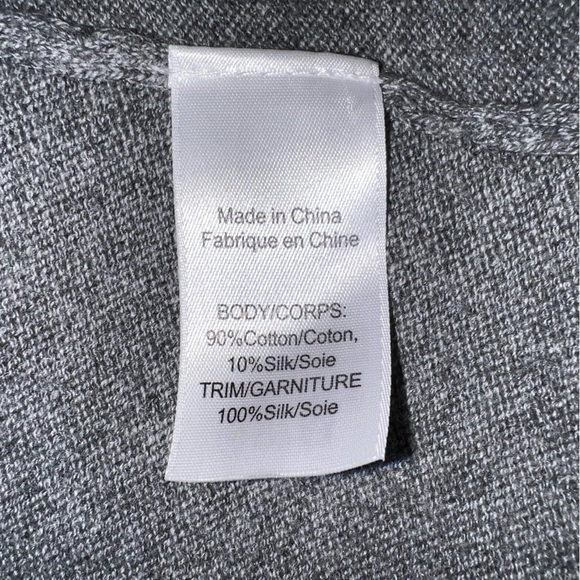 Made in China
Fabrique en Chine
BODY/CORPS:
90%Cotton/Coton,
10%Silk/Soie
TRIM/GARNITURE
100%Silk/Soie